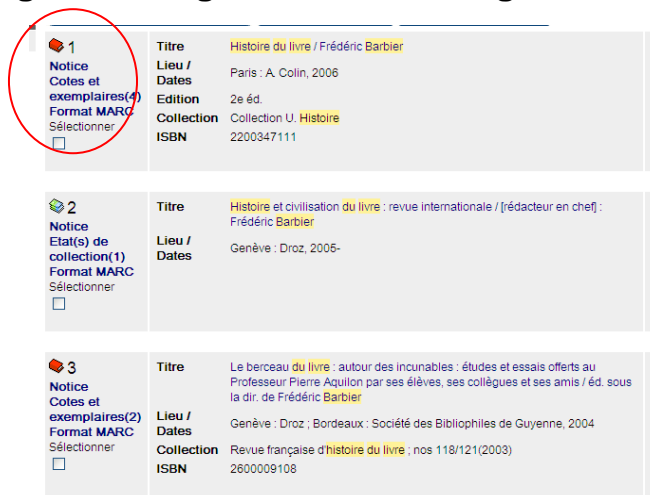 1
Notice
Cotes et
exemplaires(4)
Format MARC
Sélectionner
Titre Histoire du livre / Frédéric Barbier
Lieu /
Dates Paris : A. Colin, 2006
Edition 2e éd.
Collection Collection U. Histoire
ISBN 2200347111
2
Notice
Etat(s) de
collection(1)
Format MARC
Sélectionner
Titre Histoire et civilisation du livre : revue internationale / [rédacteur en chef] :
Frédéric Barbier
Lieu /
Dates Genève : Droz, 2005-
3
Notice
Cotes et
exemplaires(2)
Format MARC
Sélectionner
Titre Le berceau du livre : autour des incunables : études et essais offerts au
Professeur Pierre Aquilon par ses élèves, ses collègues et ses amis / éd. sous
la dir. de Frédéric Barbier
Lieu /
Dates Genève : Droz ; Bordeaux : Société des Bibliophiles de Guyenne, 2004
Collection Revue française d'histoire du livre ; nos 118/121(2003)
ISBN 2600009108